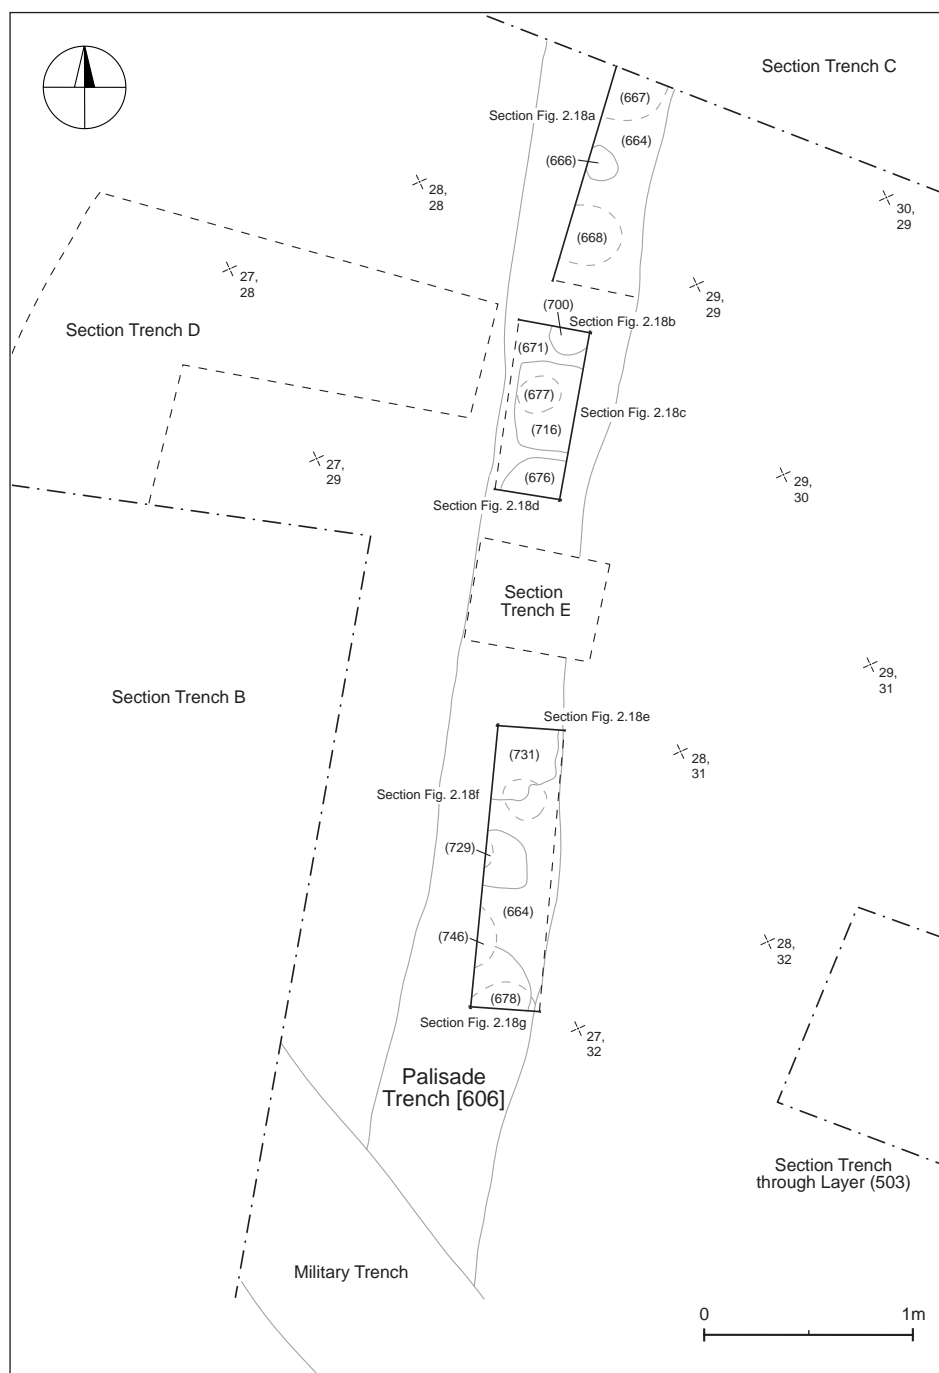 Section Trench C
(667)
Section Fig. 2.18a
(664)
(666)
28,
28
30,
29
(668)
27,
28
29,
29
(700)
Section Fig. 2.18b
Section Trench D
(671)
(677)
Section Fig. 2.18c
(716)
27,
29
(676)
29,
30
Section Fig. 2.18d
Section
Trench E
29,
31
Section Trench B
Section Fig. 2.18e
(731)
28,
31
Section Fig. 2.18f
(729)
(664)
(746)
28,
32
(678)
Section Fig. 2.18g
27,
32
Palisade
Trench [606]
Section Trench
through Layer (503)
Military Trench
0
1m